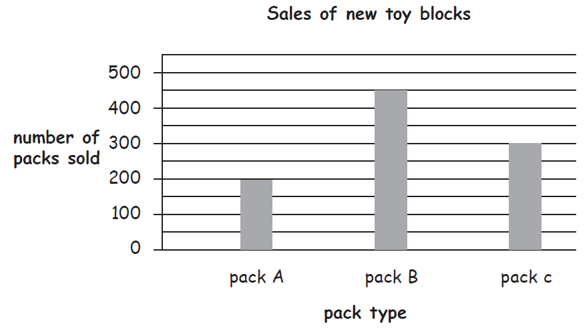 Sales of new toy blocks
500
400
number of
packs sold
300
200
100
0
pack A
pack B
pack c
pack type